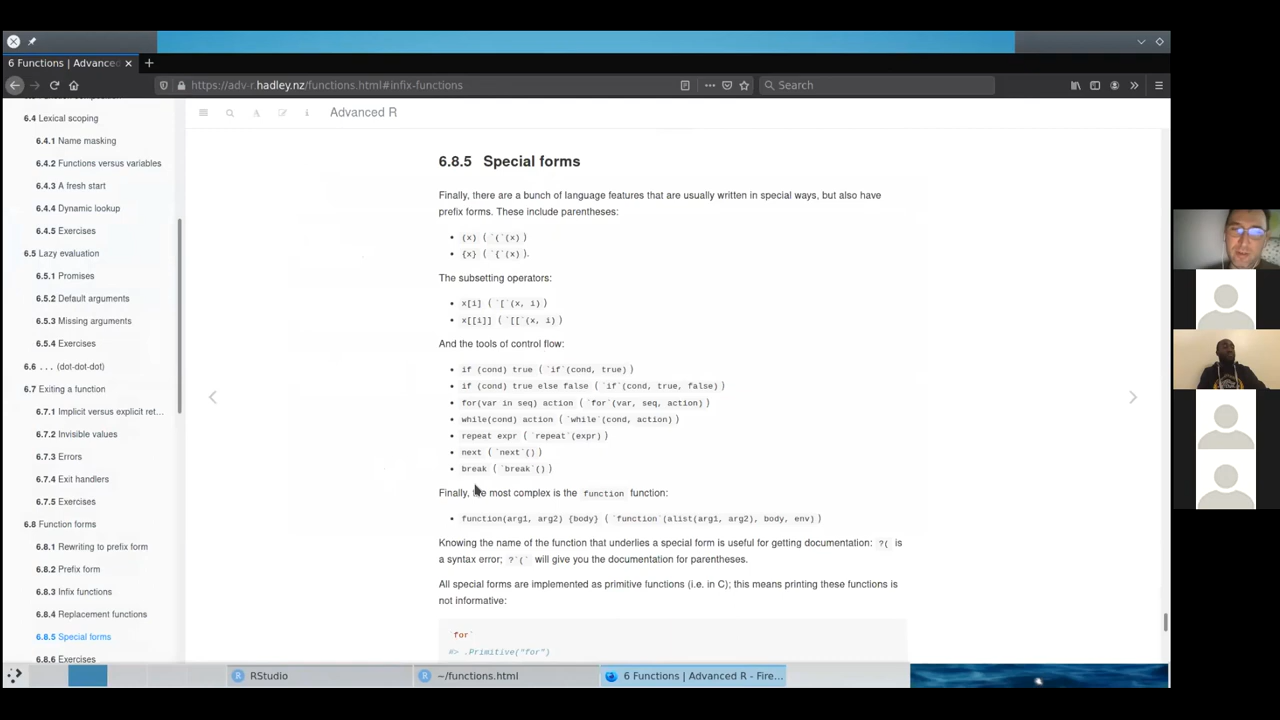 6 Functions | Advanced
https://adv-r.hadley.nz/functions.html#infix-functions
Search
6.4 Lexical scoping
6.4.1 Name masking
6.4.2 Functions versus variables
6.4.3 A fresh start
6.4.4 Dynamic lookup
6.4.5 Exercises
6.5 Lazy evaluation
6.5.1 Promises
6.5.2 Default arguments
6.5.3 Missing arguments
6.5.4 Exercises
6.6 ... (dot-dot-dot)
6.7 Exiting a function
6.7.1 Implicit versus explicit ret...
6.7.2 Invisible values
6.7.3 Errors
6.7.4 Exit handlers
6.7.5 Exercises
6.8 Function forms
6.8.1 Rewriting to prefix form
6.8.2 Prefix form
6.8.3 Infix functions
6.8.4 Replacement functions
6.8.5 Special forms
6.8.6 Exercises
Advanced R
6.8.5 Special forms
Finally, there are a bunch of language features that are usually written in special ways, but also have
prefix forms. These include parentheses:
• (x) (`(`(x))
• {x} (`{`(x)).
The subsetting operators:
• x[i] (`[`(x, i))
• x[[i]] (`[[`(x, i))
And the tools of control flow:
• if (cond) true (`if`(cond, true))
• if (cond) true else false (`if`(cond, true, false))
• for(var in seq) action (`for`(var, seq, action))
• while(cond) action (`while`(cond, action))
• repeat expr (`repeat`(expr))
• next (`next`())
• break (`break`())
Finally, the most complex is the function function:
• function(arg1, arg2) {body} (`function`(alist(arg1, arg2), body, env))
Knowing the name of the function that underlies a special form is useful for getting documentation: ?( is
a syntax error; ?`(` will give you the documentation for parentheses.
All special forms are implemented as primitive functions (i.e. in C); this means printing these functions is
not informative:
`for`
#> .Primitive("for")
RStudio
~/functions.html
6 Functions | Advanced R - Fire...